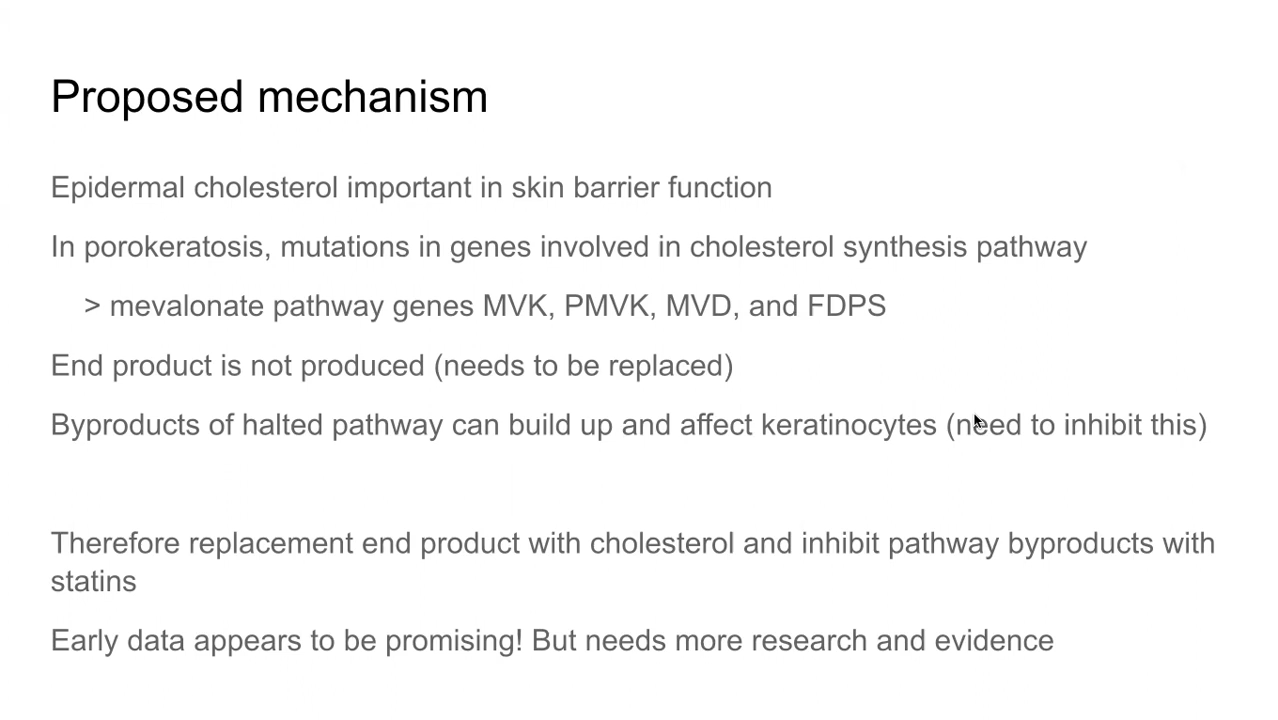 Proposed mechanism
Epidermal cholesterol important in skin barrier function
In porokeratosis, mutations in genes involved in cholesterol synthesis pathway
> mevalonate pathway genes MVK, PMVK, MVD, and FDPS
End product is not produced (needs to be replaced)
Byproducts of halted pathway can build up and affect keratinocytes (need to inhibit this)
Therefore replacement end product with cholesterol and inhibit pathway byproducts with
statins
Early data appears to be promising! But needs more research and evidence